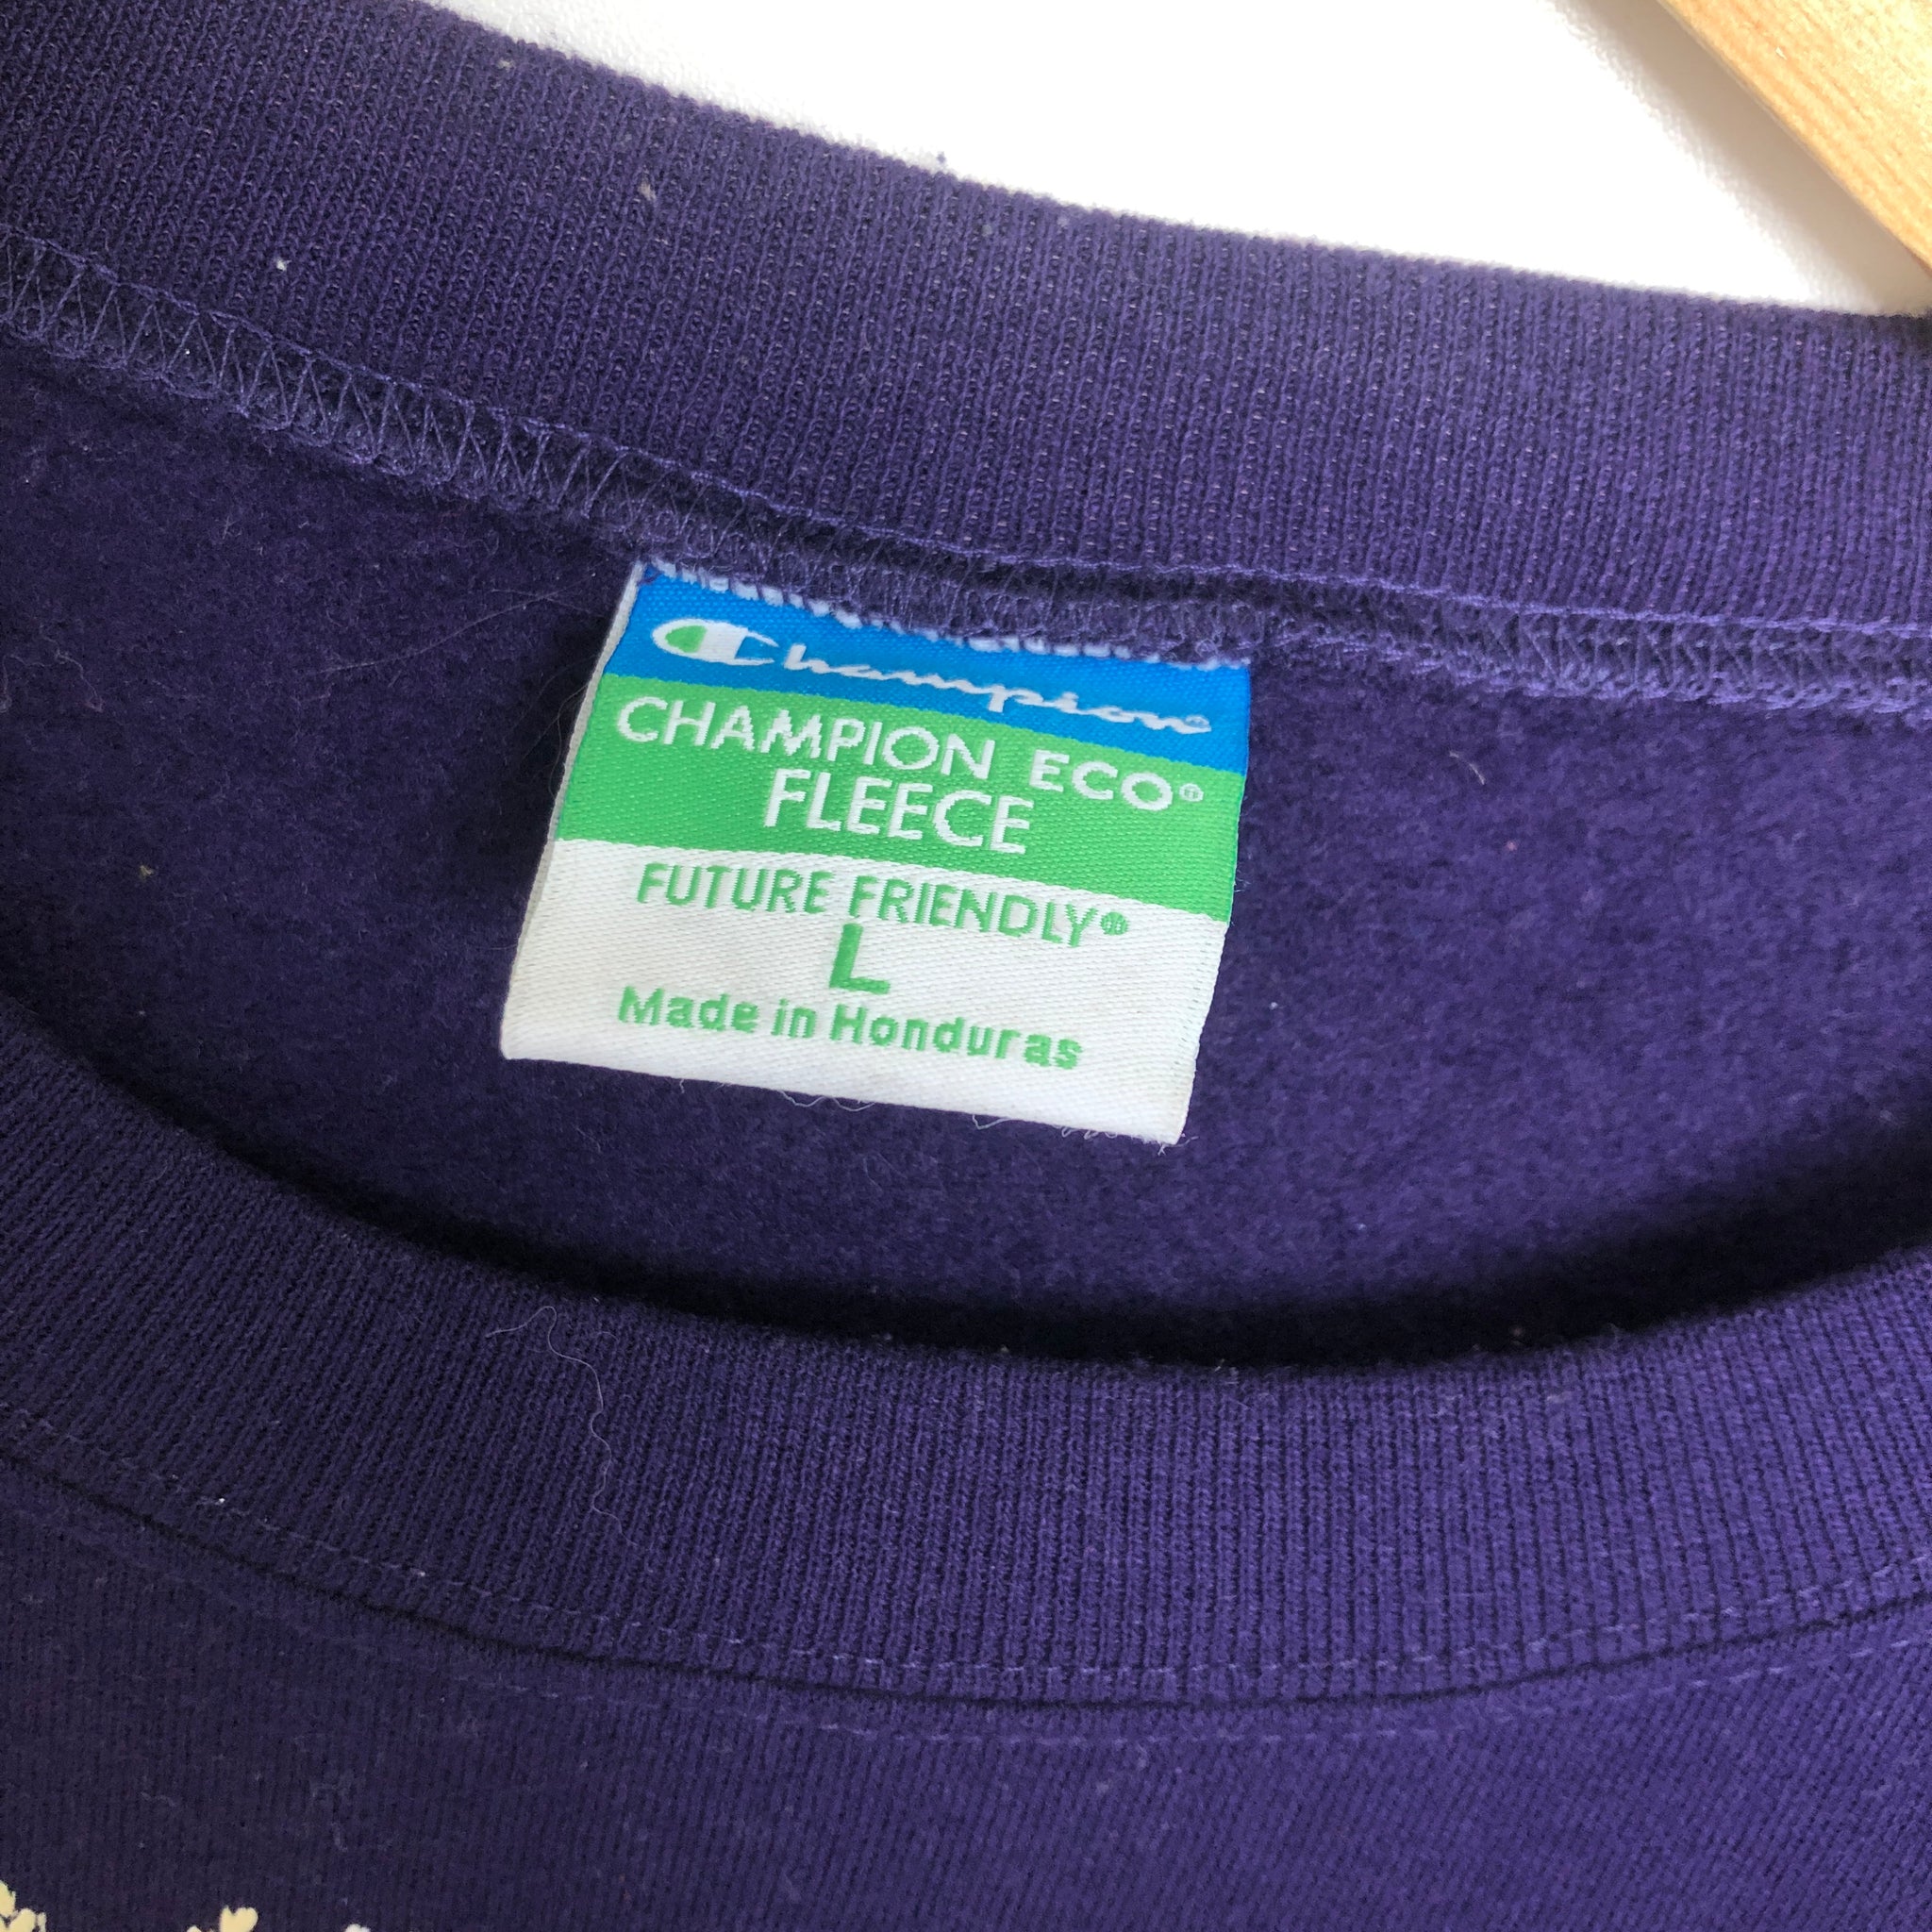 Champion®
CHAMPION ECO®
FLEECE
FUTURE FRIENDLY®
L
Made in Honduras